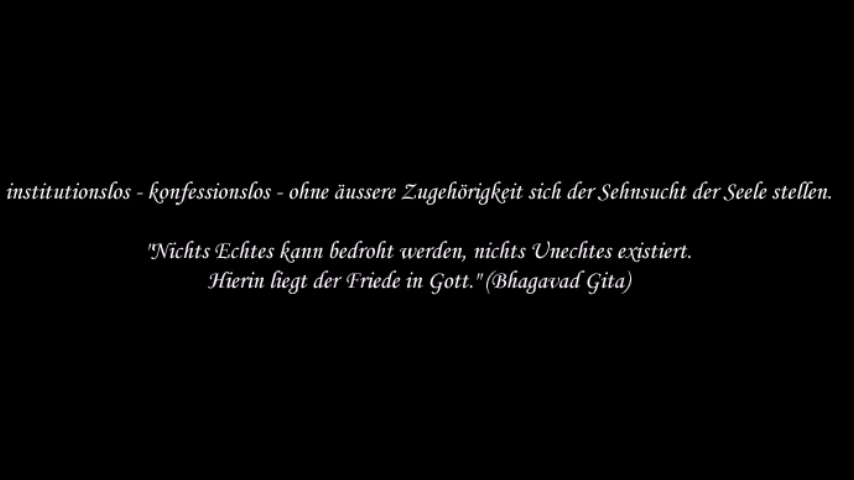 institutionslos - konfessionslos - ohne äussere Zugehörigkeit sich der Sehnsucht der Seele stellen.
"Nichts Echtes kann bedroht werden, nichts Unechtes existiert.
Hierin liegt der Friede in Gott." (Bhagavad Gita)